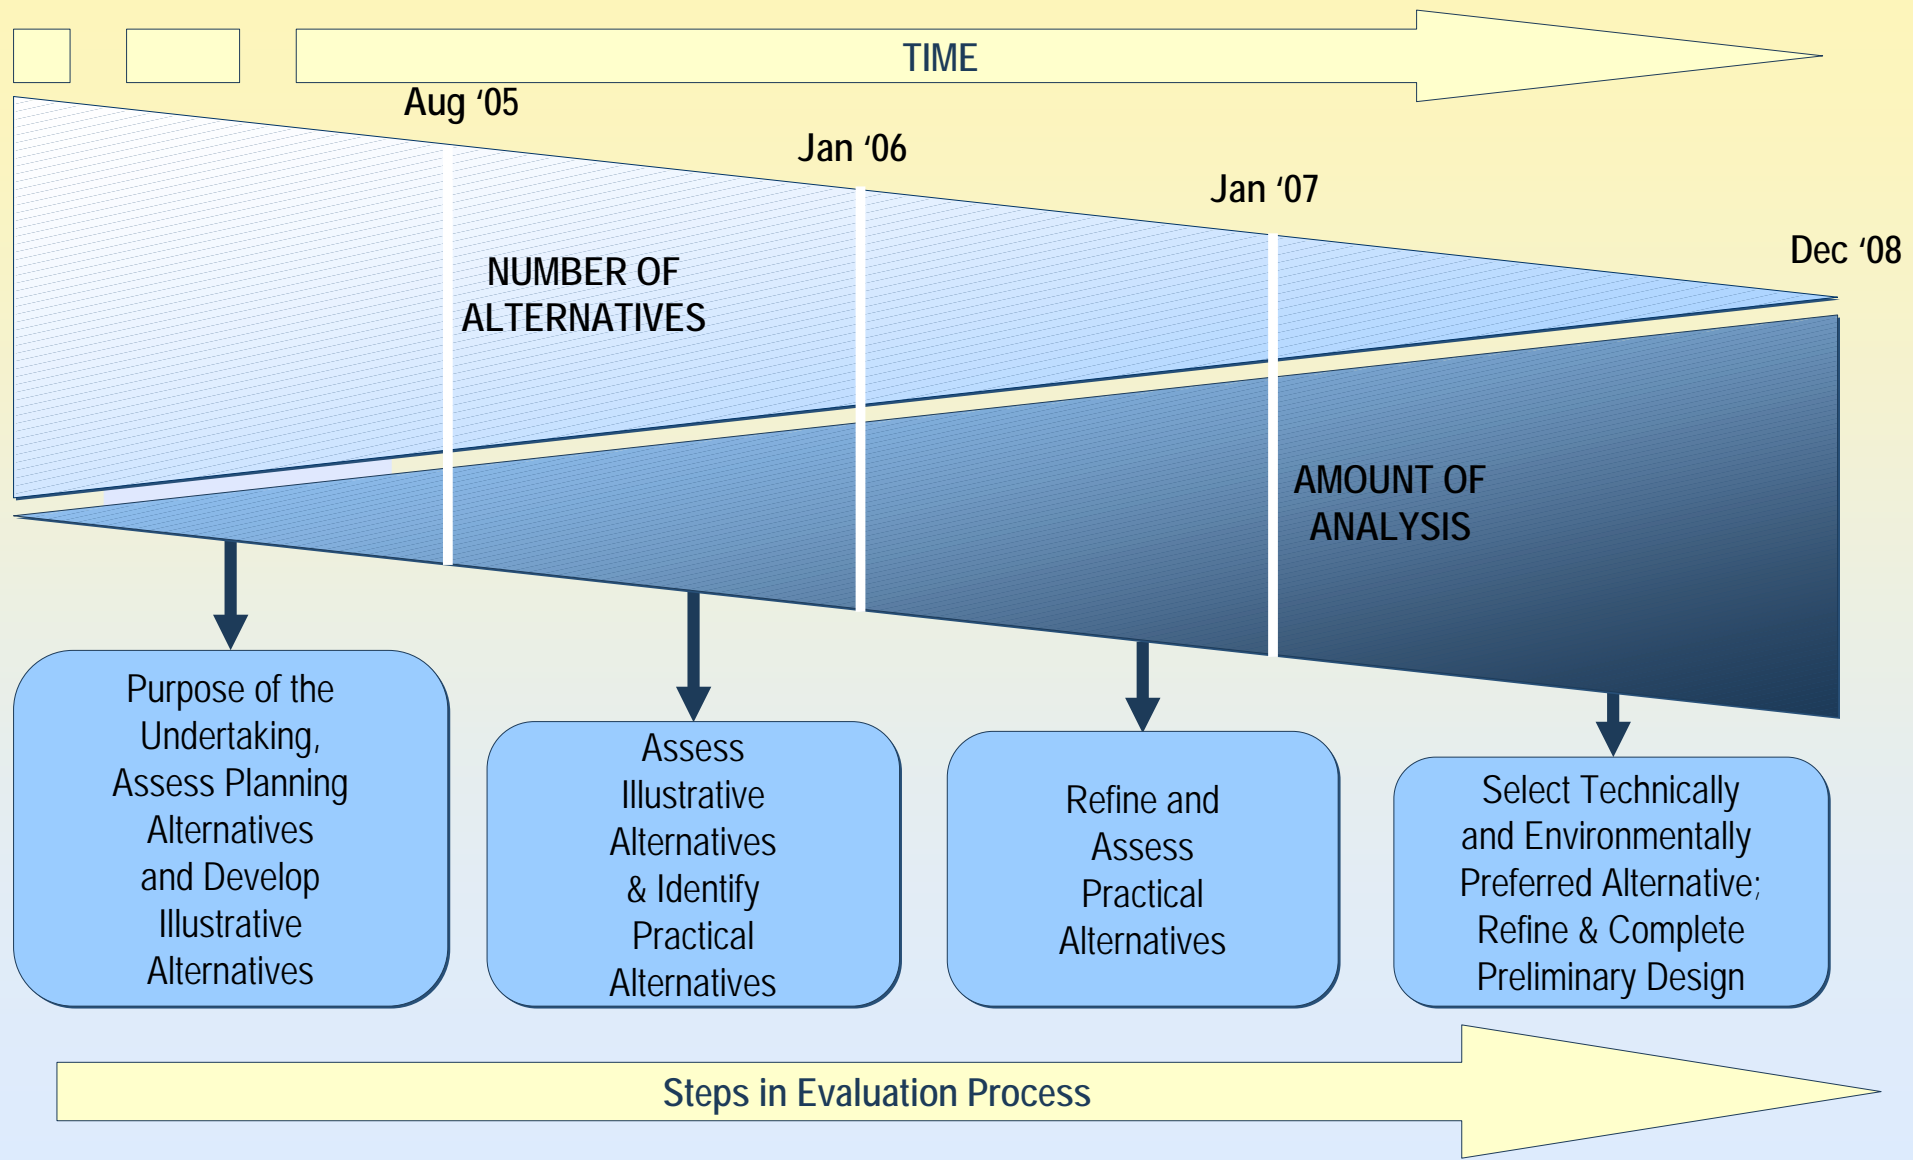 TIME
Aug ‘05
Jan ‘06
Jan ‘07
Dec ‘08
NUMBER OF
ALTERNATIVES
AMOUNT OF
ANALYSIS
Purpose of the
Undertaking,
Assess Planning
Alternatives
and Develop
Illustrative
Alternatives
Assess
Illustrative
Alternatives
& Identify
Practical
Alternatives
Refine and
Assess
Practical
Alternatives
Select Technically
and Environmentally
Preferred Alternative;
Refine & Complete
Preliminary Design
Steps in Evaluation Process